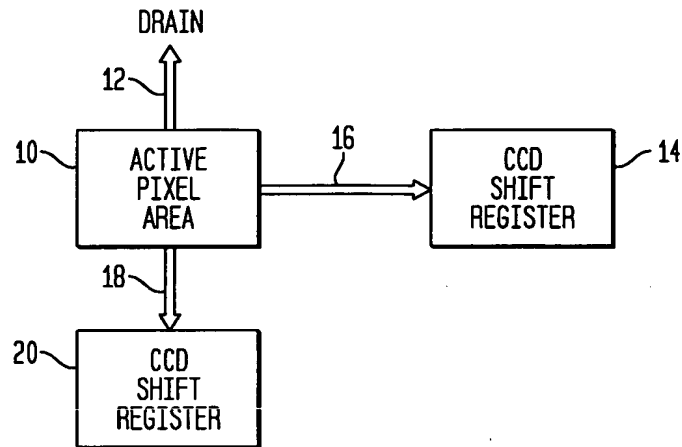 DRAIN
12
10
ACTIVE
PIXEL
AREA
16
CCD
SHIFT
REGISTER
14
18
20
CCD
SHIFT
REGISTER